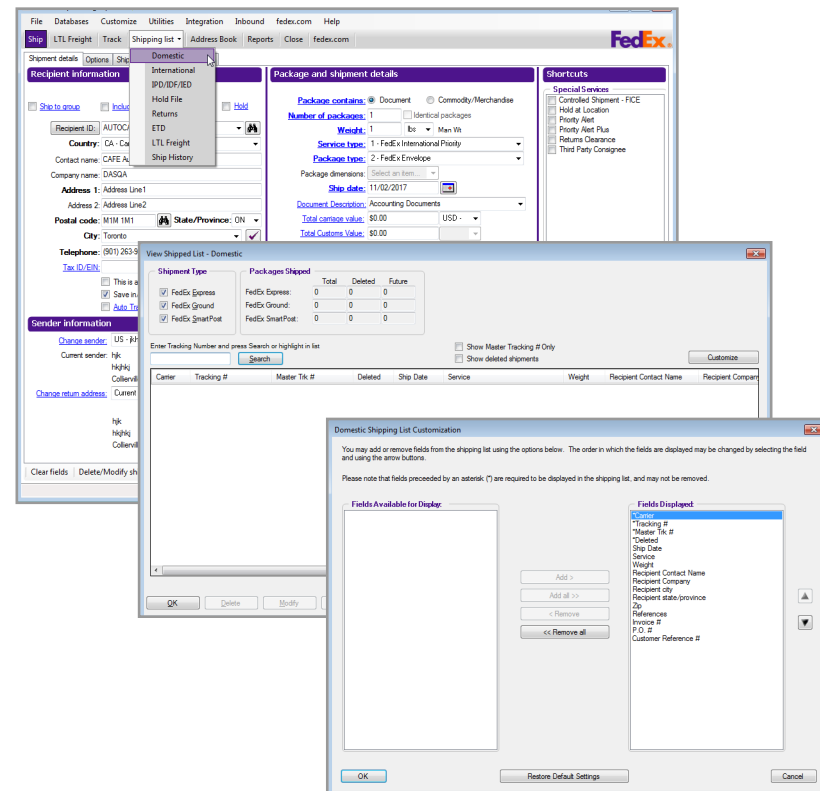 File Databases Customize Utilities Integration Inbound fedex.com Help
Ship LTL Freight Track Shipping list Address Book Reports Close fedex.com
FedEx
Shipment details Options
Domestic
International
IPD/IDF/IED
Hold File
Returns
ETD
LTL Freight
Ship History
Recipient information
Ship to group Hold
Recipient ID:
Country:
Contact name:
Company name: DASQA
Address 1: Address Line1
Address 2: Address Line2
Postal code: M1M 1M1 State/Province: ON
City: Toronto
Telephone: (901) 263-9
Tax ID/EIN:
This is a
Save in
Auto
Sender information
Change sender: US -
Current sender: hjk
hkjhkj
Change return address: Current
hjk
hkjhkj
Clear fields Delete/Modify
Package and shipment details
Package contains: Document Commodity/Merchandise
Number of packages: 1 Identical packages
Weight: 1 lbs Man Wt
Service type: 1 - FedEx International Priority
Package type: 2 - FedEx Envelope
Package dimensions: Select an item...
Ship date: 11/02/2017
Document Description: Accounting Documents
Total carriage value: $0.00 USD -
Total Customs Value: $0.00
Shortcuts
Special Services
Controlled Shipment - FICE
Hold at Location
Priority Alert
Priority Alert Plus
Returns Clearance
Third Party Consignee
View Shipped List - Domestic
Shipment Type Packages Shipped
Total Deleted Future
FedEx Express FedEx Express: 0 0 0
FedEx Ground FedEx Ground: 0 0 0
FedEx SmartPost FedEx SmartPost: 0 0 0
Enter Tracking Number and press Search or highlight in list
Search
Show Master Tracking # Only
Show deleted shipments
Customize
Carrier Tracking # Master Trk # Deleted Ship Date Service Weight Recipient Contact Name Recipient Company
OK Delete Modify
Domestic Shipping List Customization
You may add or remove fields from the shipping list using the options below. The order in which the fields are displayed may be changed by selecting the field
and using the arrow buttons.
Please note that fields preceeded by an asterisk (*) are required to be displayed in the shipping list, and may not be removed.
Fields Available for Display:
Add >
Add all >>
< Remove
<< Remove all
Fields Displayed:
*Carrier
*Tracking #
*Master Trk #
*Deleted
Ship Date
Service
Weight
Recipient Contact Name
Recipient Company
Recipient city
Recipient state/province
Zip
References
Invoice #
P.O. #
Customer Reference #
OK Restore Default Settings Cancel